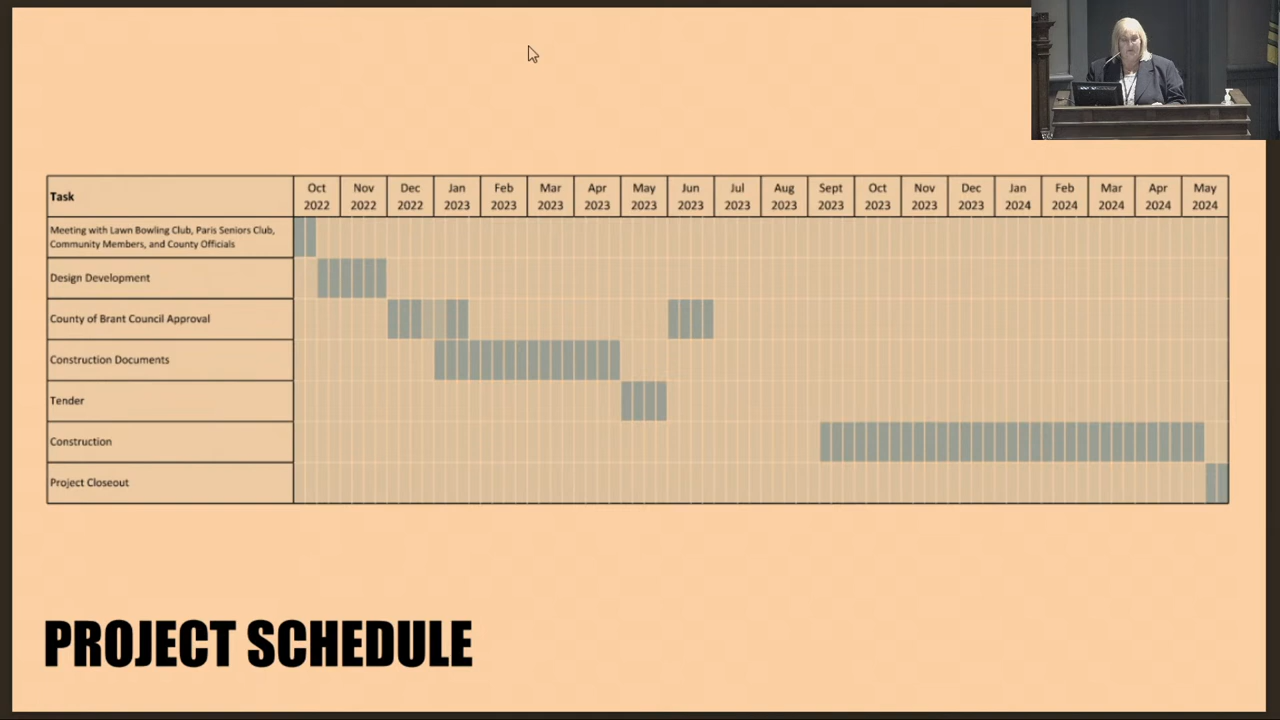 Task
Oct 2022
Nov 2022
Dec 2022
Jan 2023
Feb 2023
Mar 2023
Apr 2023
May 2023
Jun 2023
Jul 2023
Aug 2023
Sept 2023
Oct 2023
Nov 2023
Dec 2023
Jan 2024
Feb 2024
Mar 2024
Apr 2024
May 2024
Meeting with Lawn Bowling Club, Paris Seniors Club,
Community Members, and County Officials
Design Development
County of Brant Council Approval
Construction Documents
Tender
Construction
Project Closeout
PROJECT SCHEDULE